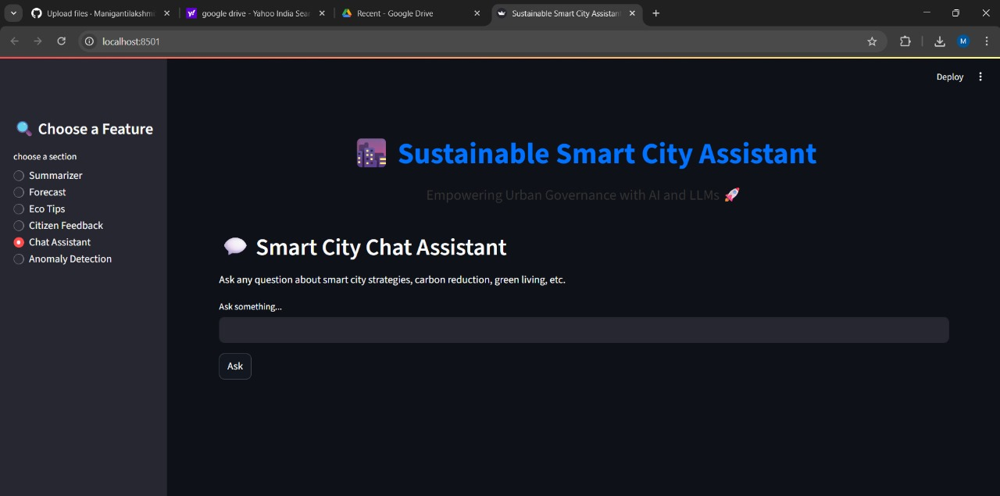 Upload files · Manigantilakshm
google drive - Yahoo India Sear
Recent - Google Drive
Sustainable Smart City Assistant
localhost:8501
M
Deploy
Choose a Feature
choose a section
Summarizer
Forecast
Eco Tips
Citizen Feedback
Chat Assistant
Anomaly Detection
Sustainable Smart City Assistant
Empowering Urban Governance with AI and LLMs
Smart City Chat Assistant
Ask any question about smart city strategies, carbon reduction, green living, etc.
Ask something...
Ask